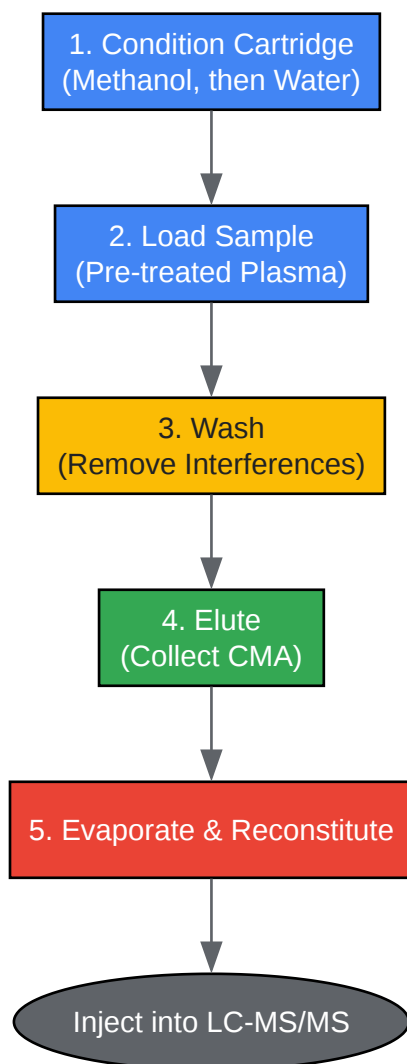 1. Condition Cartridge
(Methanol, then Water)
2. Load Sample
(Pre-treated Plasma)
3. Wash
(Remove Interferences)
4. Elute
(Collect CMA)
5. Evaporate & Reconstitute
Inject into LC-MS/MS